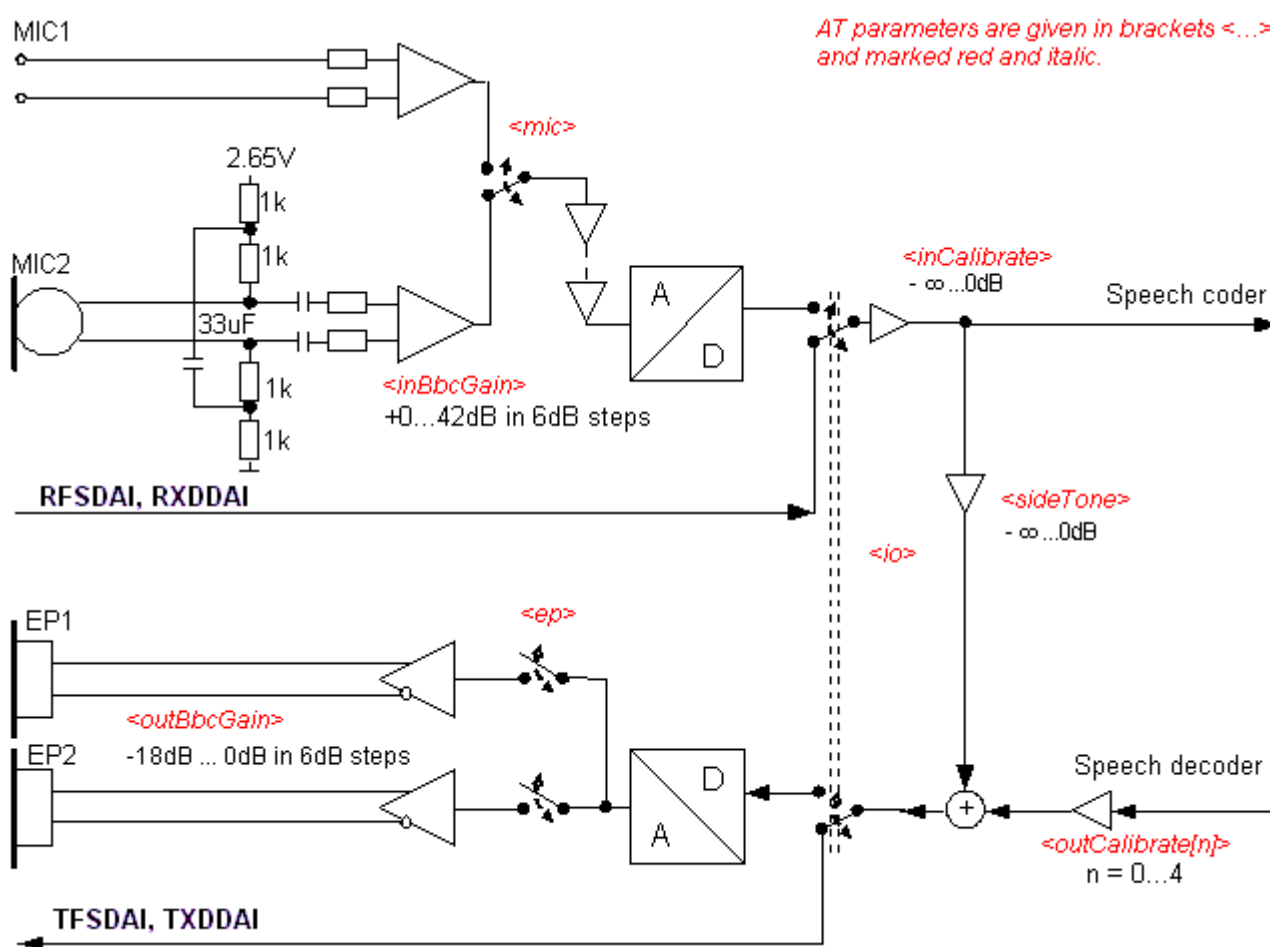 MIC1
AT parameters are given in brackets <...>
and marked red and italic.
<mic>
2.65V
1k
1k
MIC2
33uF
1k
1k
<inBbcGain>
+0...42dB in 6dB steps
A
D
<inCalibrate>
- ∞...0dB
Speech coder
RFSDAI, RXDDAI
<sideTone>
- ∞...0dB
<io>
EP1
<ep>
<outBbcGain>
-18dB ... 0dB in 6dB steps
EP2
D
A
Speech decoder
+
<outCalibrate[n]>
n = 0...4
TFSDAI, TXDDAI